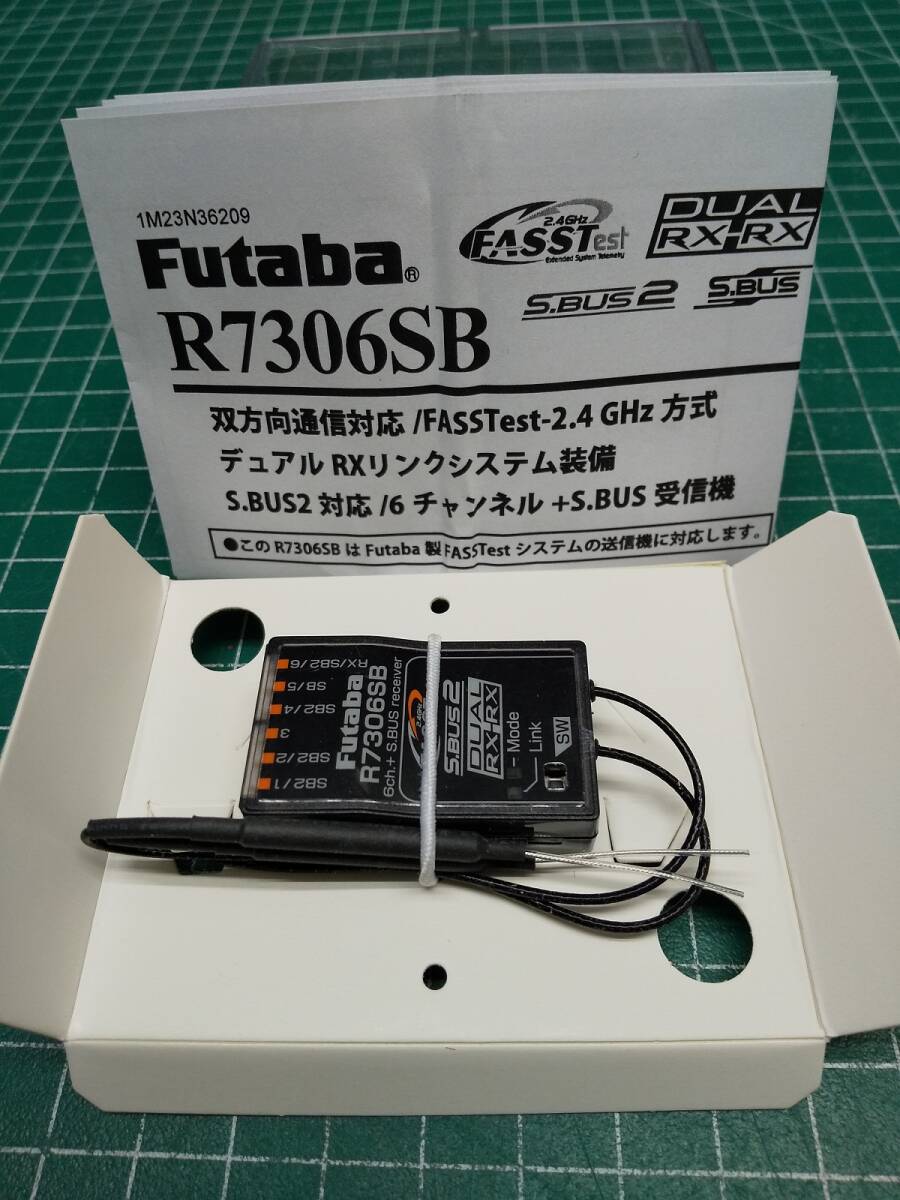 1M23N36209
Futaba®
2.4GHz
FASSTest
Extended System Telemetry
DUAL
RX-RX
S.BUS2
S.BUS
R7306SB
双方向通信対応 /FASSTest-2.4 GHz 方式
デュアル RXリンクシステム装備
S.BUS2 対応 /6 チャンネル +S.BUS 受信機
●この R7306SB は Futaba 製 FASSTest システムの送信機に対応します。
RX/SB2/6
SB/5
SB2/4
3
SB2/2
SB2/1
Futaba
R7306SB
6ch.+ S.BUS receiver
2.4GHz
S.BUS2
DUAL
RX-RX
- Mode
- Link
SW